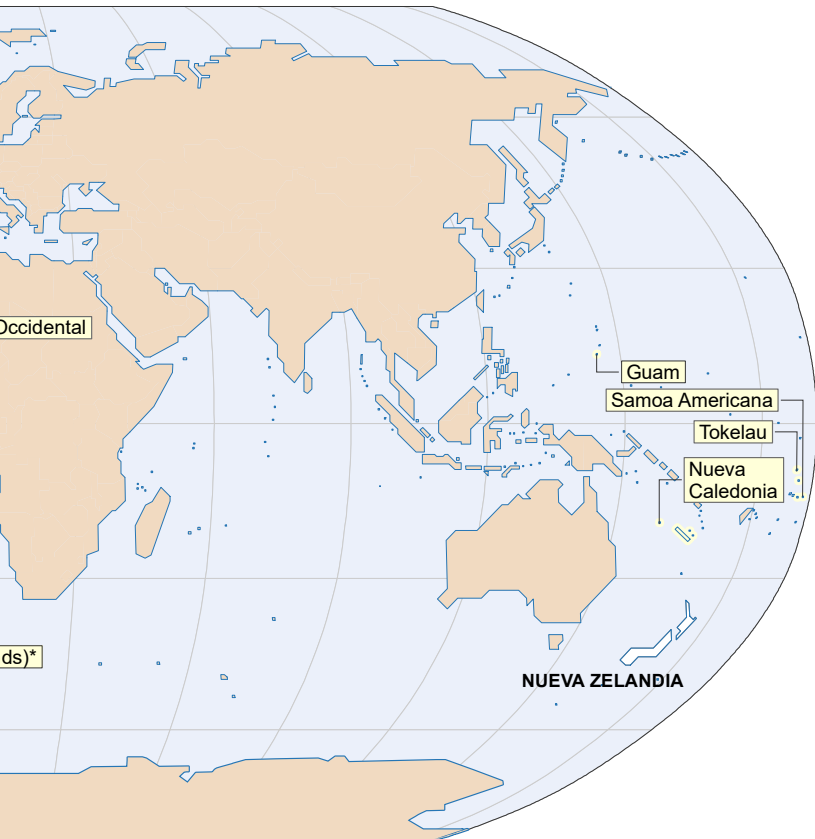 Occidental
Guam
Samoa Americana
Tokelau
Nueva
Caledonia
ds)*
NUEVA ZELANDIA